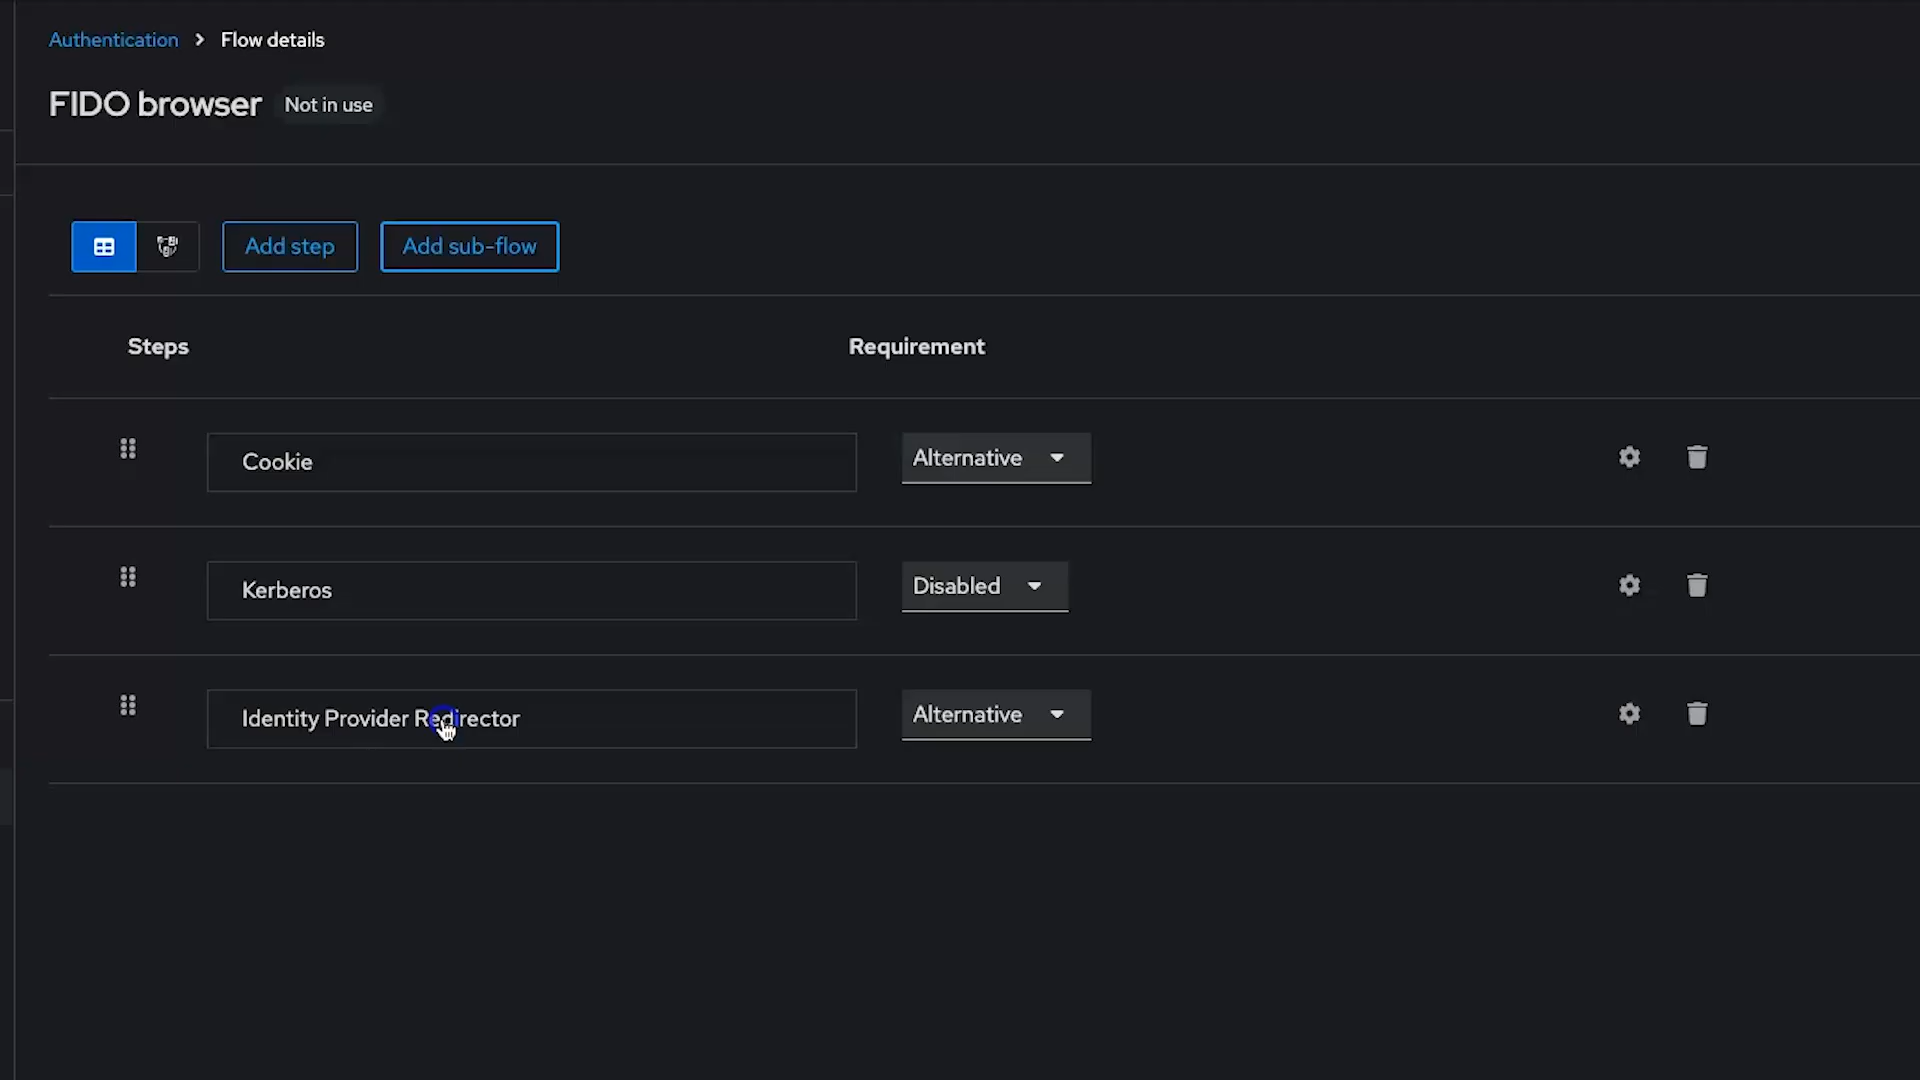 Authentication > Flow details
FIDO browser Not in use
Add step Add sub-flow
Steps Requirement
Cookie Alternative
Kerberos Disabled
Identity Provider Redirector Alternative